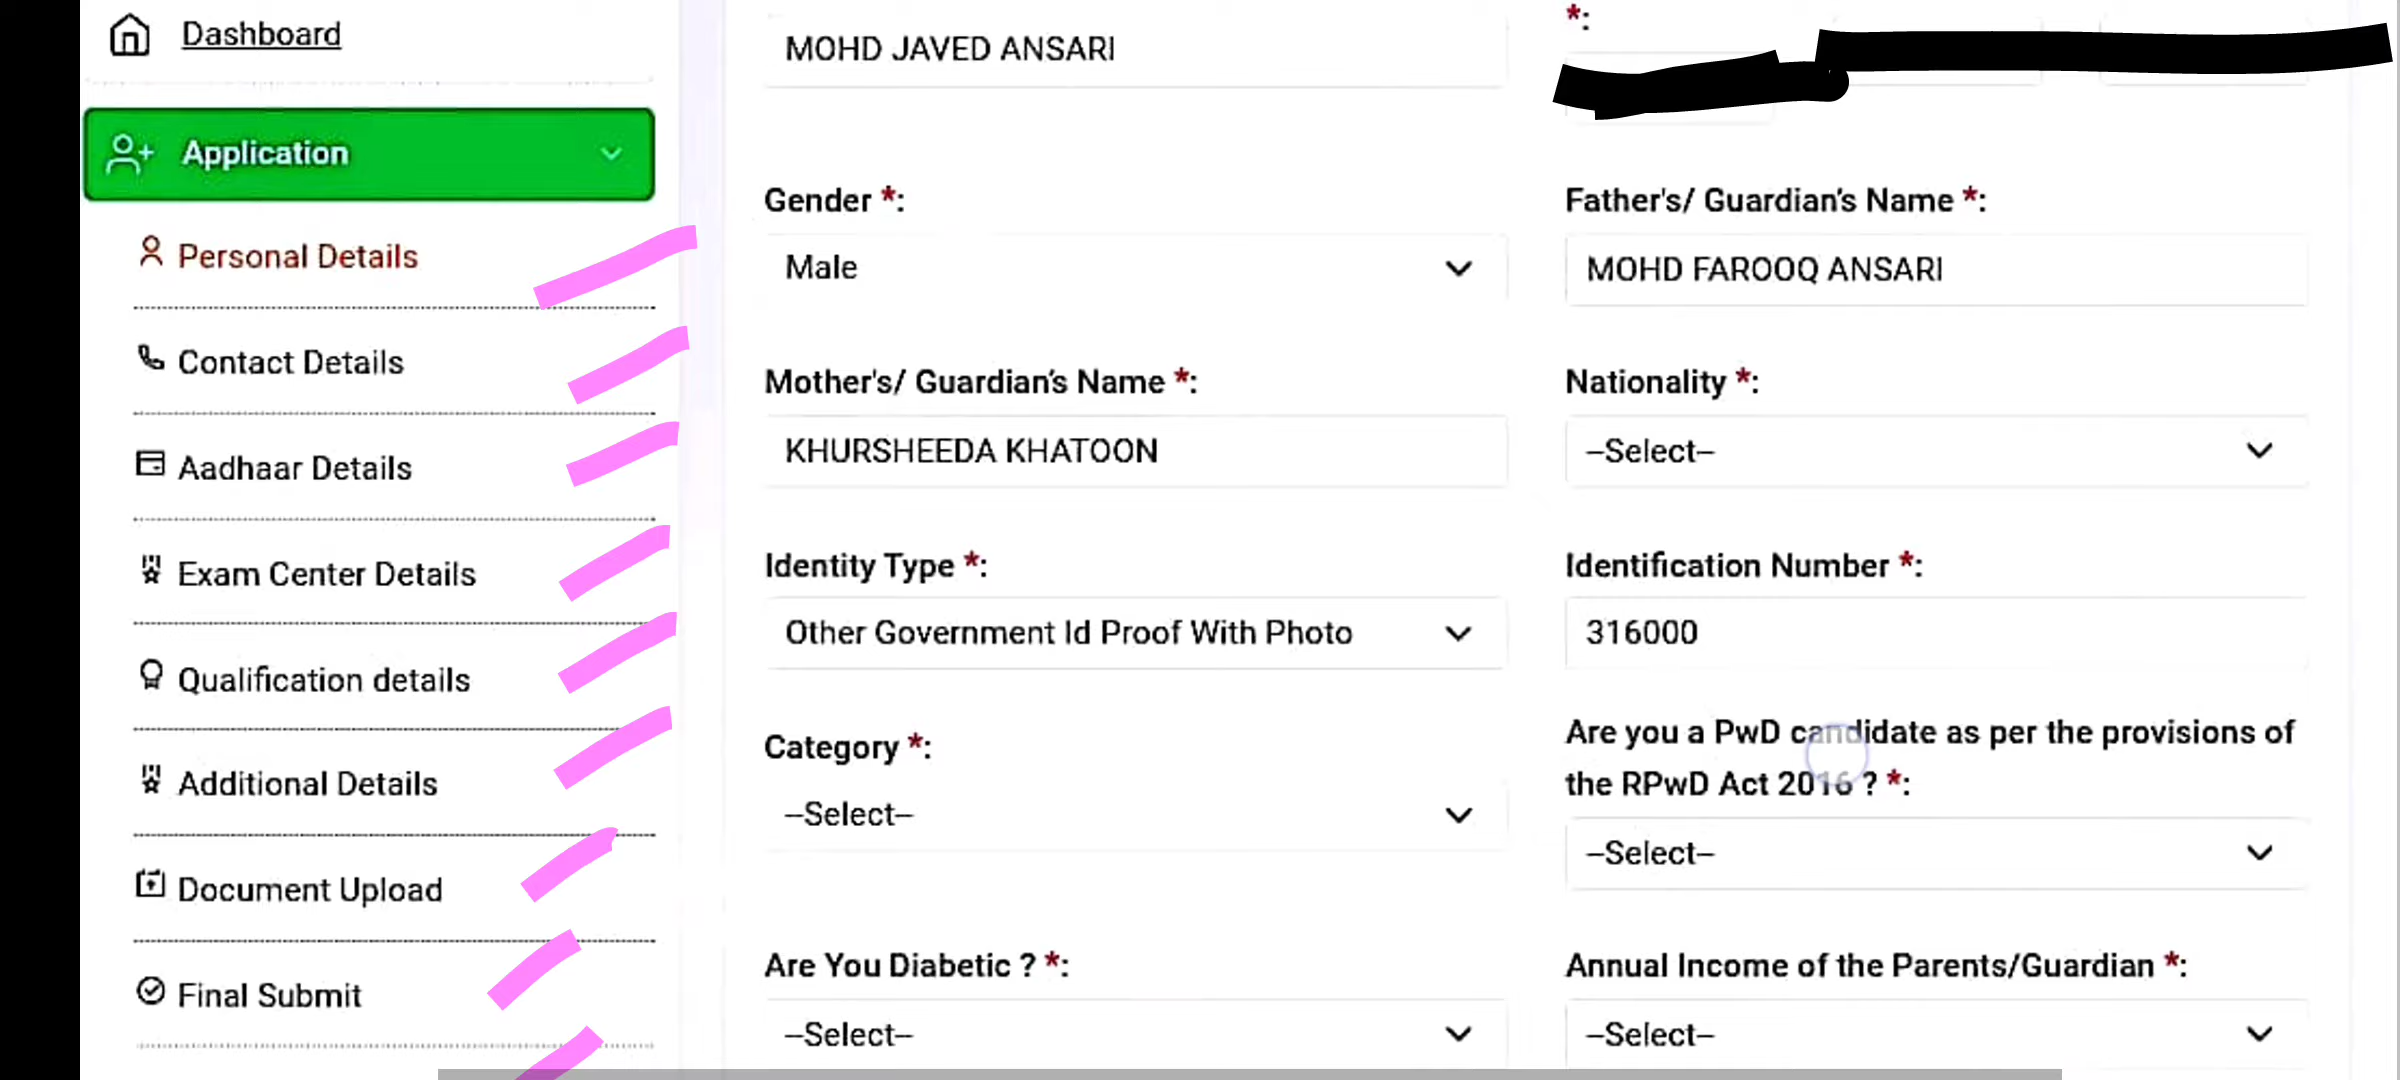 Dashboard
Application
Personal Details
Contact Details
Aadhaar Details
Exam Center Details
Qualification details
Additional Details
Document Upload
Final Submit
MOHD JAVED ANSARI
*:
Gender *:
Male
Father's/ Guardian's Name *:
MOHD FAROOQ ANSARI
Mother's/ Guardian's Name *:
KHURSHEEDA KHATOON
Nationality *:
--Select--
Identity Type *:
Other Government Id Proof With Photo
Identification Number *:
316000
Category *:
--Select--
Are you a PwD candidate as per the provisions of
the RPwD Act 2016 ? *:
--Select--
Are You Diabetic ? *:
--Select--
Annual Income of the Parents/Guardian *:
--Select--